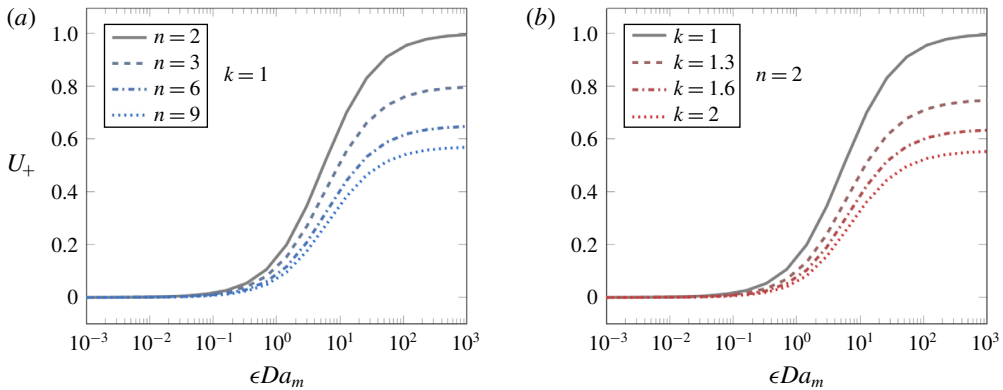 (a)
1.0
0.8
0.6
0.4
0.2
0
U+
n = 2
n = 3
n = 6
n = 9
k = 1
10⁻³ 10⁻² 10⁻¹ 10⁰ 10¹ 10² 10³
ϵDaₘ
(b)
1.0
0.8
0.6
0.4
0.2
0
k = 1
k = 1.3
k = 1.6
k = 2
n = 2
10⁻³ 10⁻² 10⁻¹ 10⁰ 10¹ 10² 10³
ϵDaₘ